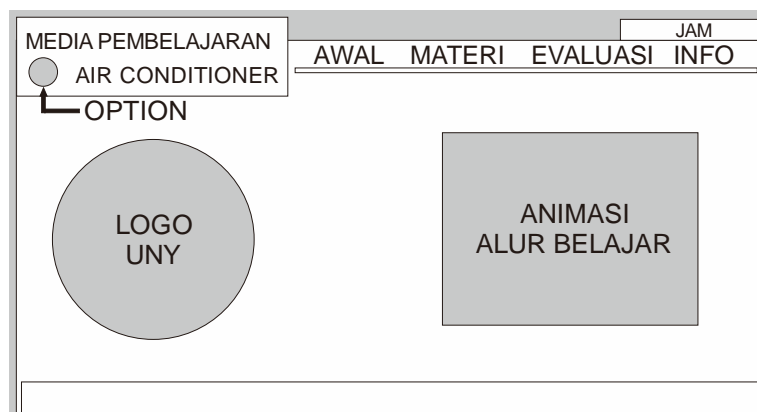 MEDIA PEMBELAJARAN
AIR CONDITIONER
OPTION
JAM
AWAL MATERI EVALUASI INFO
LOGO
UNY
ANIMASI
ALUR BELAJAR